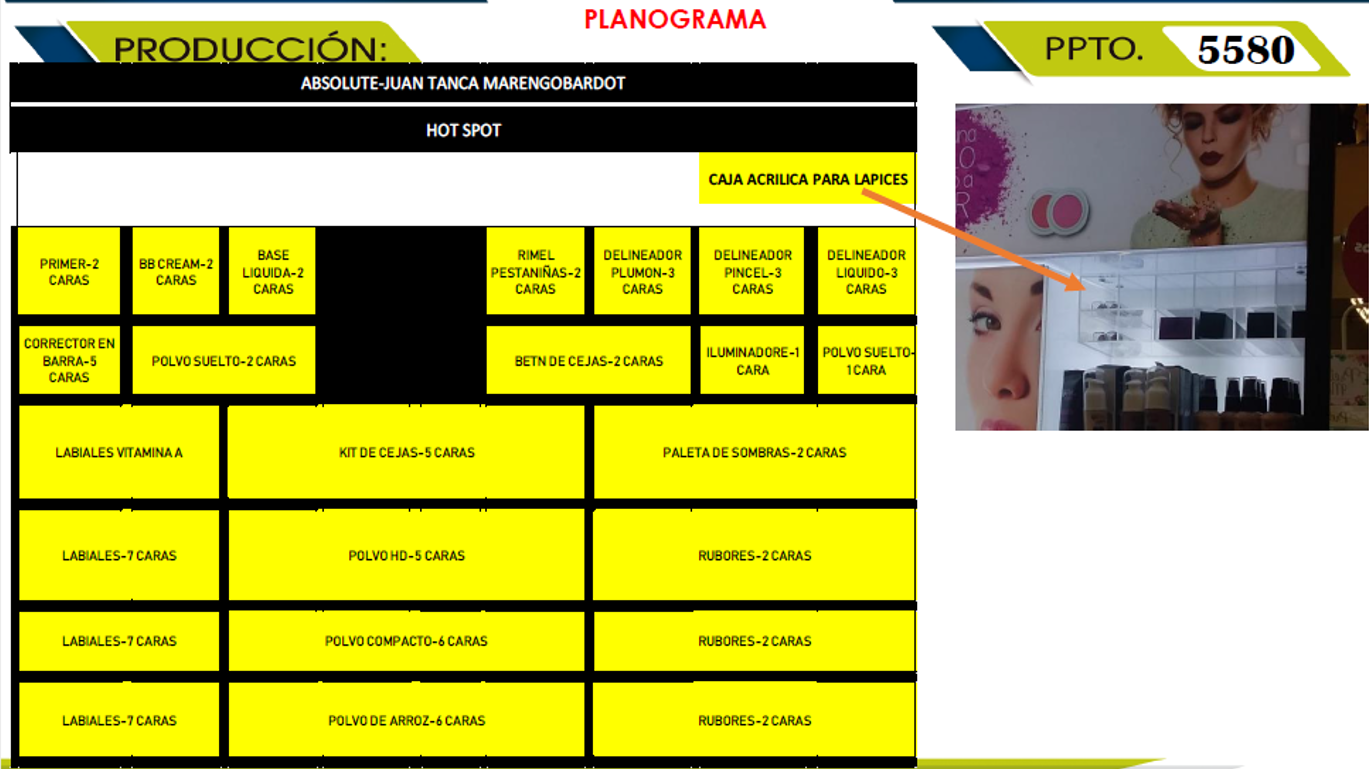 PLANOGRAMA
PRODUCCIÓN:
PPTO. 5580
ABSOLUTE-JUAN TANCA MARENGOBARDOT
HOT SPOT
CAJA ACRILICA PARA LAPICES
PRIMER-2
CARAS
BB CREAM-2
CARAS
BASE
LIQUIDA-2
CARAS
RIMEL
PESTANIÑAS-2
CARAS
DELINEADOR
PLUMON-3
CARAS
DELINEADOR
PINCEL-3
CARAS
DELINEADOR
LIQUIDO-3
CARAS
CORRECTOR EN
BARRA-5
CARAS
POLVO SUELTO-2 CARAS
BETN DE CEJAS-2 CARAS
ILUMINADORE-1
CARA
POLVO SUELTO-
1 CARA
LABIALES VITAMINA A
KIT DE CEJAS-5 CARAS
PALETA DE SOMBRAS-2 CARAS
LABIALES-7 CARAS
POLVO HD-5 CARAS
RUBORES-2 CARAS
LABIALES-7 CARAS
POLVO COMPACTO-6 CARAS
RUBORES-2 CARAS
LABIALES-7 CARAS
POLVO DE ARROZ-6 CARAS
RUBORES-2 CARAS